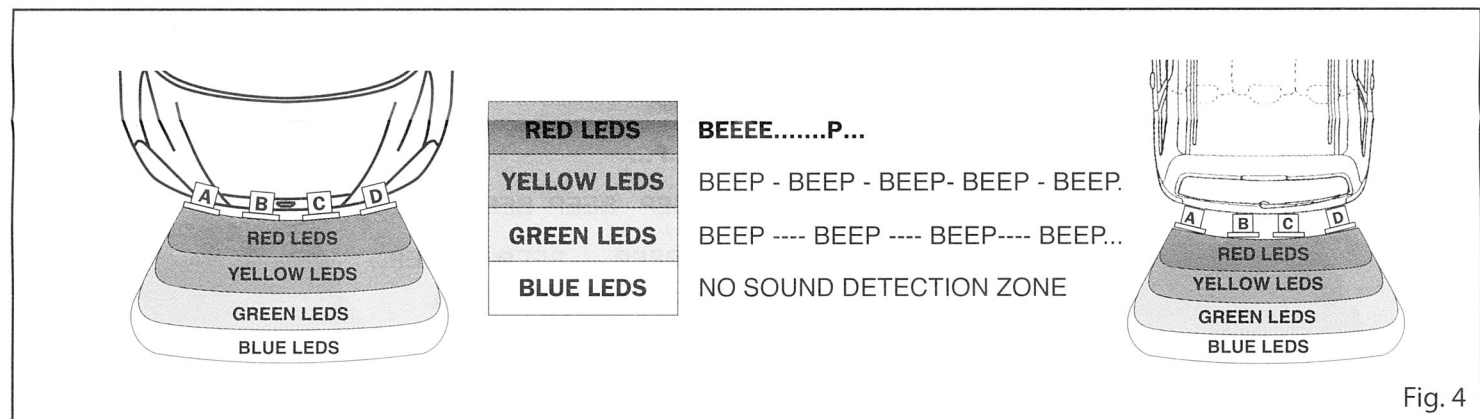 A B C D
RED LEDS
YELLOW LEDS
GREEN LEDS
BLUE LEDS
RED LEDS BEEEE.......P...
YELLOW LEDS BEEP - BEEP - BEEP- BEEP - BEEP.
GREEN LEDS BEEP ---- BEEP ---- BEEP---- BEEP...
BLUE LEDS NO SOUND DETECTION ZONE
A B C D
RED LEDS
YELLOW LEDS
GREEN LEDS
BLUE LEDS
Fig. 4